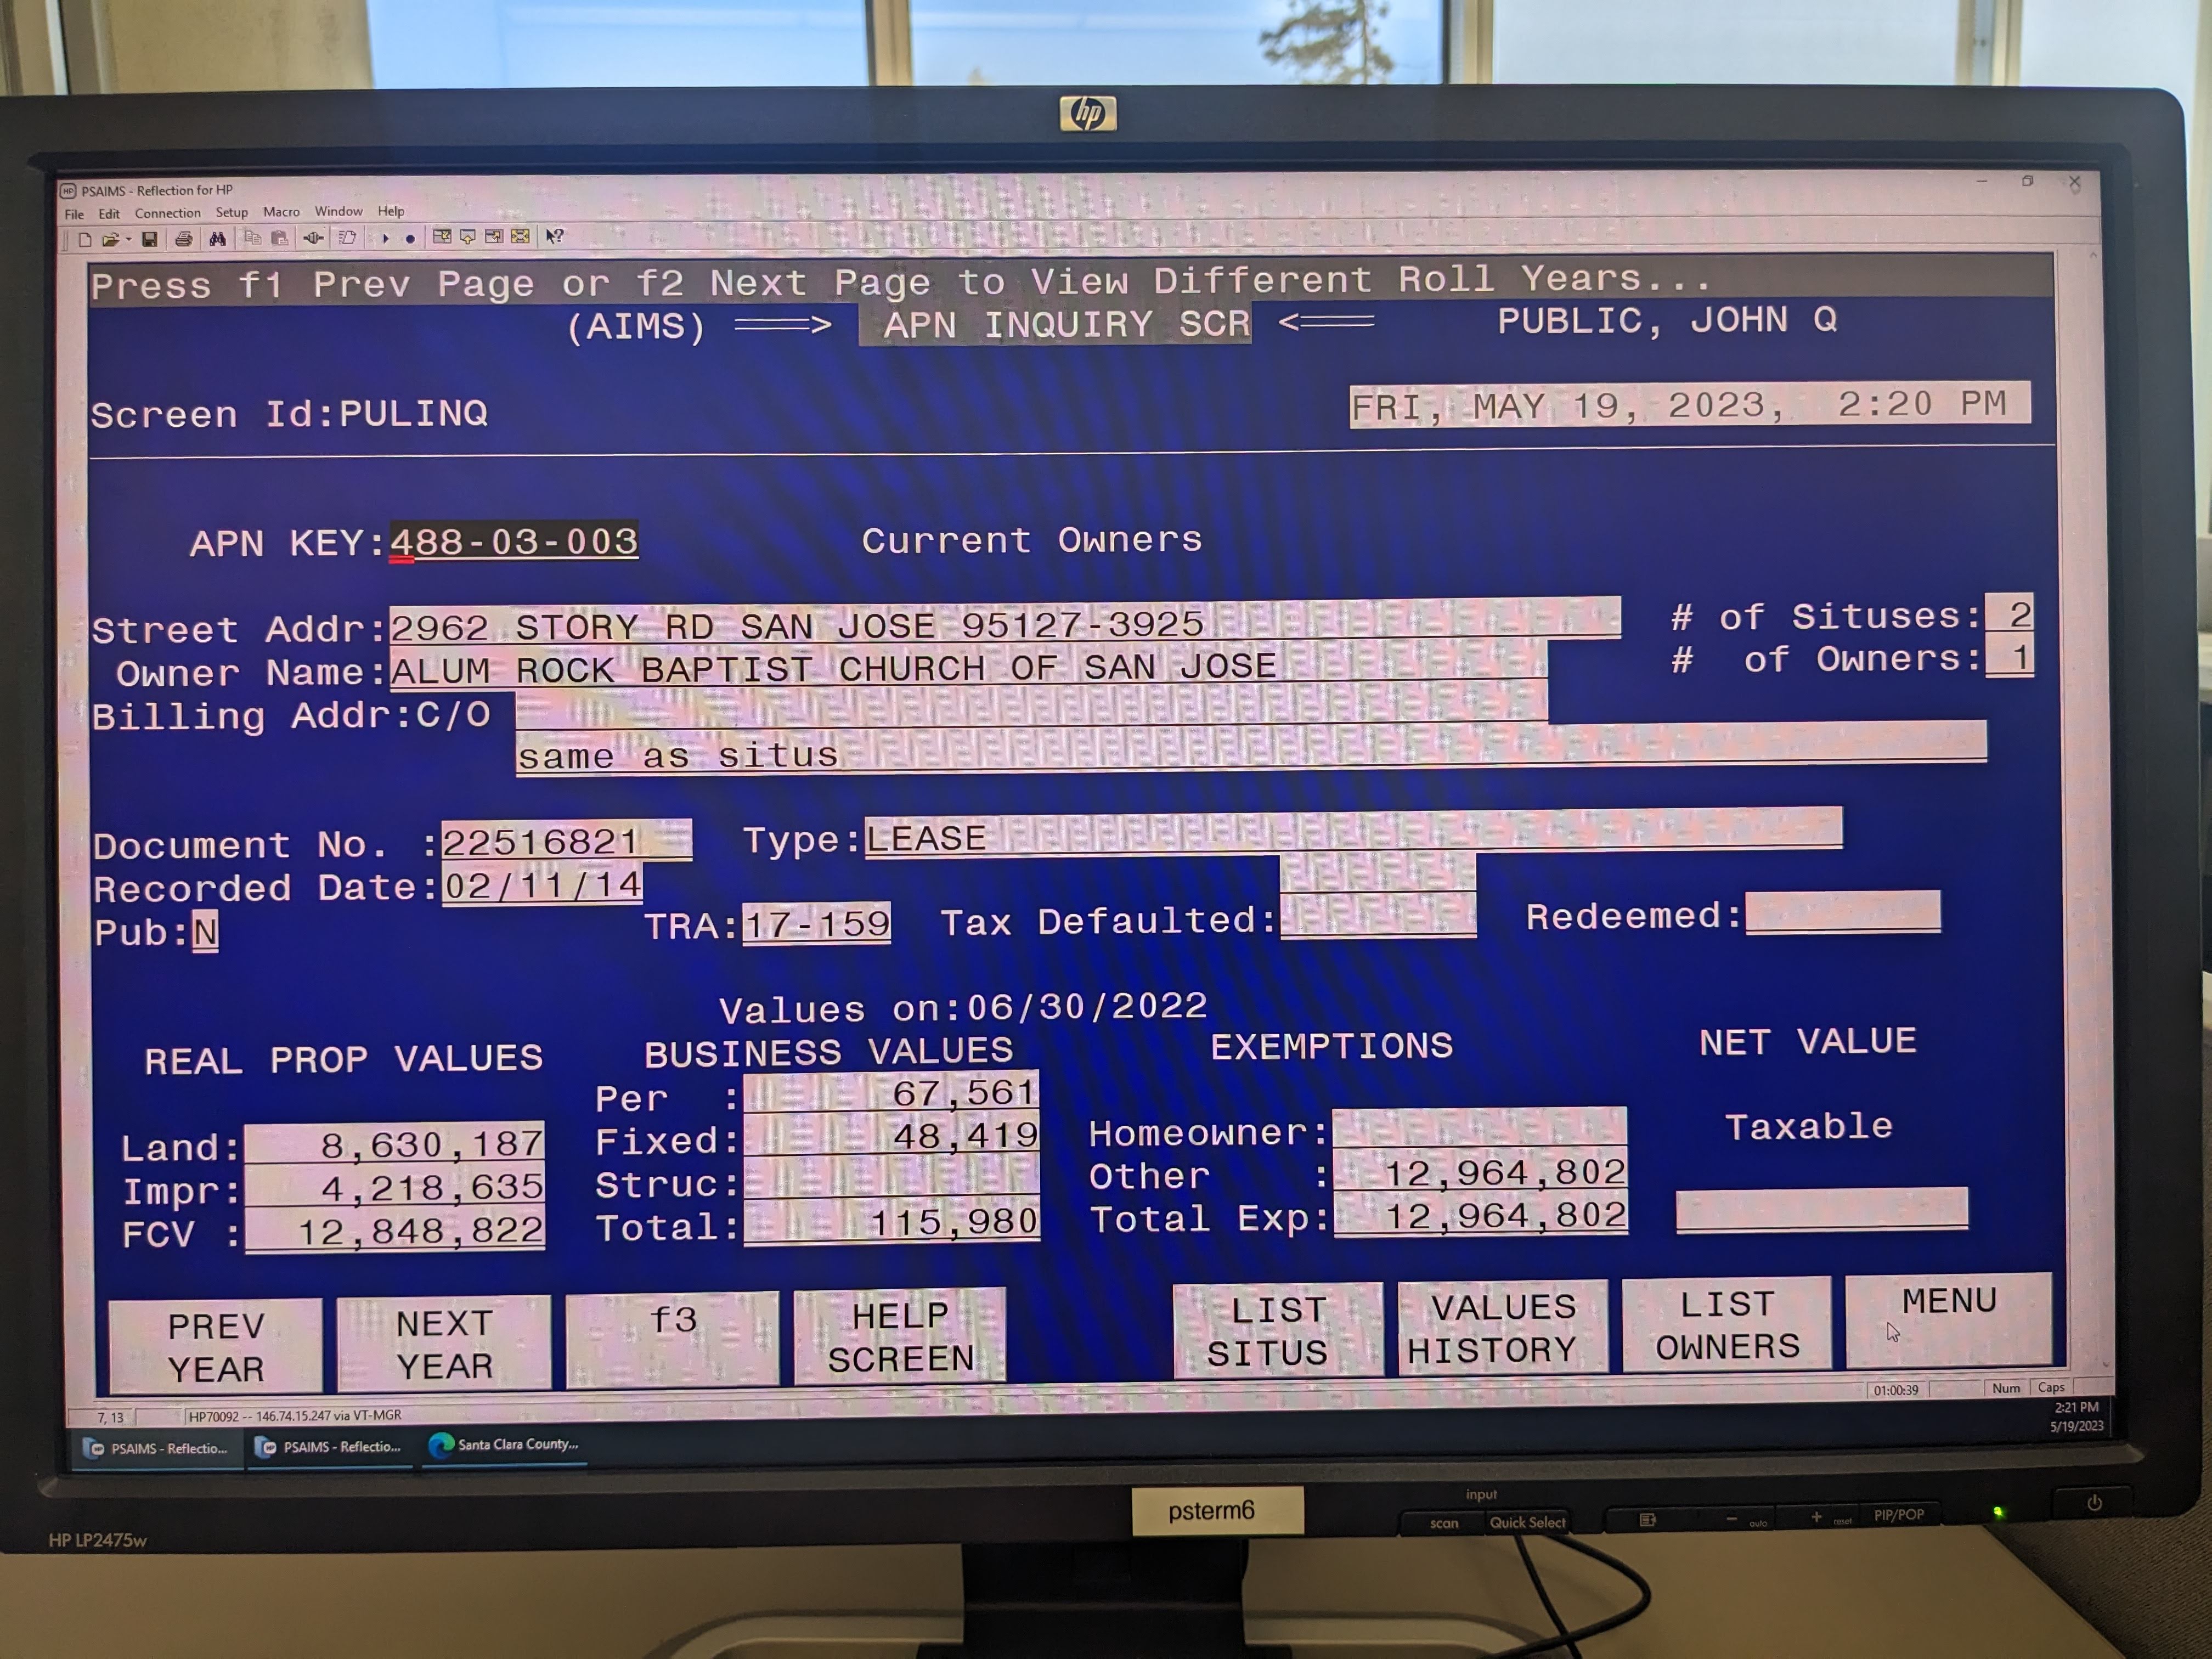 hp
PSAIMS - Reflection for HP
File Edit Connection Setup Macro Window Help
Press f1 Prev Page or f2 Next Page to View Different Roll Years...
(AIMS) ===> APN INQUIRY SCR <=== PUBLIC, JOHN Q
Screen Id:PULINQ FRI, MAY 19, 2023, 2:20 PM
APN KEY:488-03-003 Current Owners
Street Addr:2962 STORY RD SAN JOSE 95127-3925 # of Situses: 2
Owner Name:ALUM ROCK BAPTIST CHURCH OF SAN JOSE # of Owners: 1
Billing Addr:C/O
same as situs
Document No. :22516821 Type:LEASE
Recorded Date:02/11/14
Pub:N TRA:17-159 Tax Defaulted: Redeemed:
Values on:06/30/2022
REAL PROP VALUES BUSINESS VALUES EXEMPTIONS NET VALUE
Per : 67,561
Land: 8,630,187 Fixed: 48,419 Homeowner: Taxable
Impr: 4,218,635 Struc: Other : 12,964,802
FCV : 12,848,822 Total: 115,980 Total Exp: 12,964,802
PREV YEAR NEXT YEAR f3 HELP SCREEN LIST SITUS VALUES HISTORY LIST OWNERS MENU
01:00:39 Num Caps
7, 13 HP70092 -- 146.74.15.247 via VT-MGR
PSAIMS - Reflectio... PSAIMS - Reflectio... Santa Clara County... 2:21 PM
5/19/2023
psterm6
input
scan Quick Select - auto + reset PIP/POP
HP LP2475w